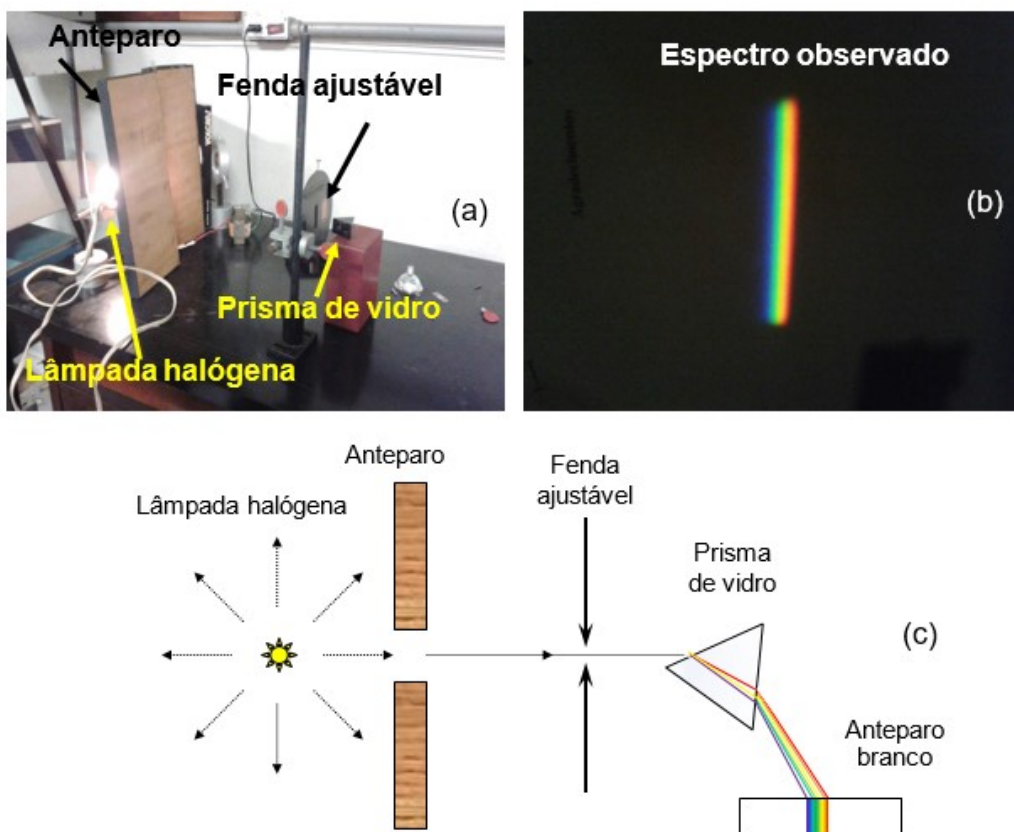 Anteparo
Fenda ajustável
(a)
Prisma de vidro
Lâmpada halógena
Espectro observado
(b)
Anteparo
Lâmpada halógena
Fenda
ajustável
Prisma
de vidro
(c)
Anteparo
branco